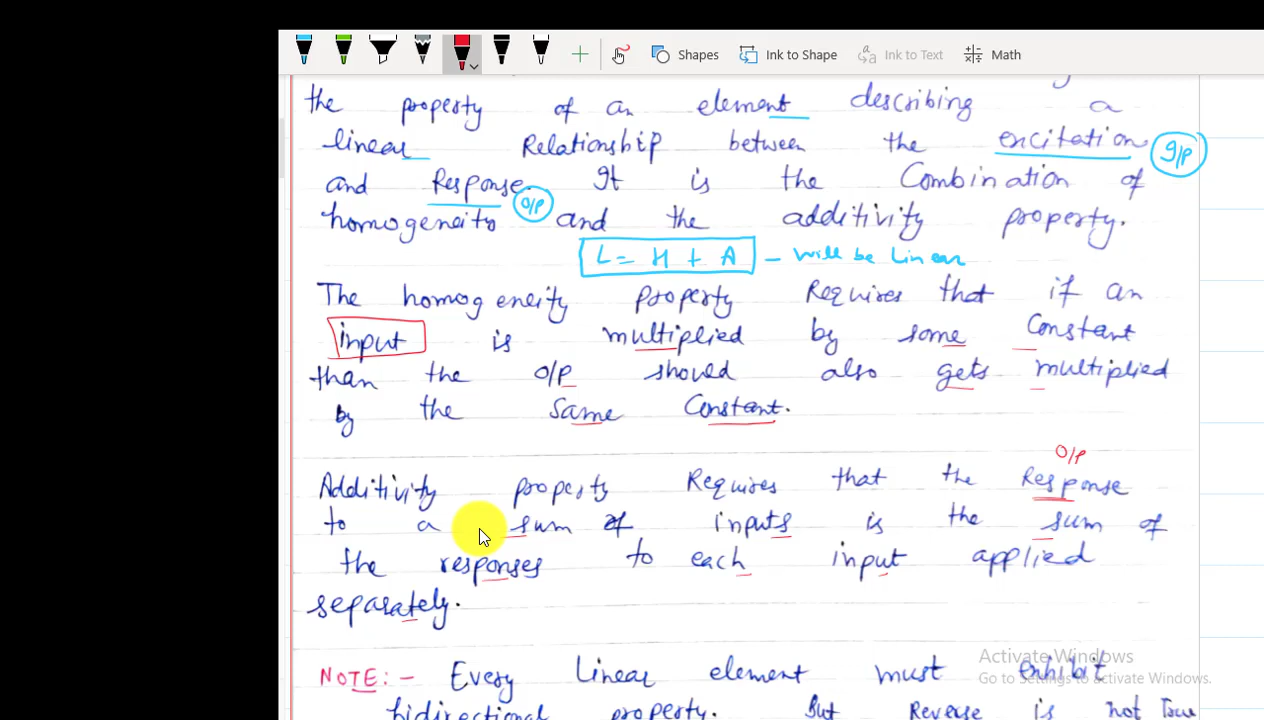 Shapes Ink to Shape Ink to Text Math
the property of an element describing a
linear Relationship between the excitation I/P
and Response. It is the Combination of
O/P
homogeneity and the additivity property.
L = H + A - will be Linear
The homogeneity property Requires that if an
input is multiplied by some Constant
than the O/P should also gets multiplied
by the Same Constant.
O/P
Additivity property Requires that the Response
to a sum of inputs is the sum of
the responses to each input applied
separately.
Activate Windows
NOTE:- Every Linear element must exhibit
Go to Settings to activate Windows.
bidirectional property. But Reverse is not True